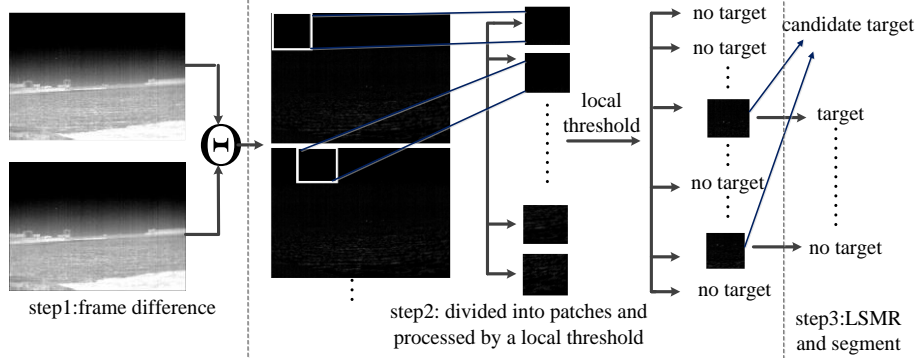 no target
candidate target
no target
local
threshold
target
no target
no target
no target
Θ
step1:frame difference
step2: divided into patches and
processed by a local threshold
step3:LSMR
and segment